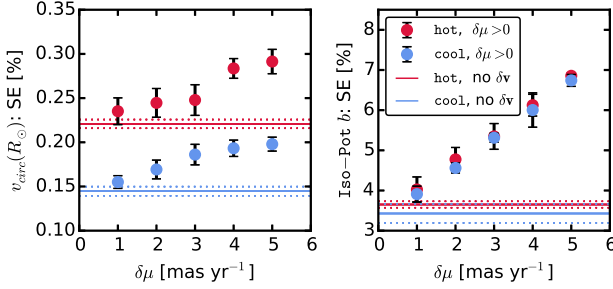 0.40
0.35
0.30
0.25
0.20
0.15
0.10
v_circ(R_⊙): SE [%]
0 1 2 3 4 5 6
δμ [mas yr⁻¹]
8
7
6
5
4
3
Iso−Pot b: SE [%]
hot, δμ>0
cool, δμ>0
hot, no δv
cool, no δv
0 1 2 3 4 5 6
δμ [mas yr⁻¹]